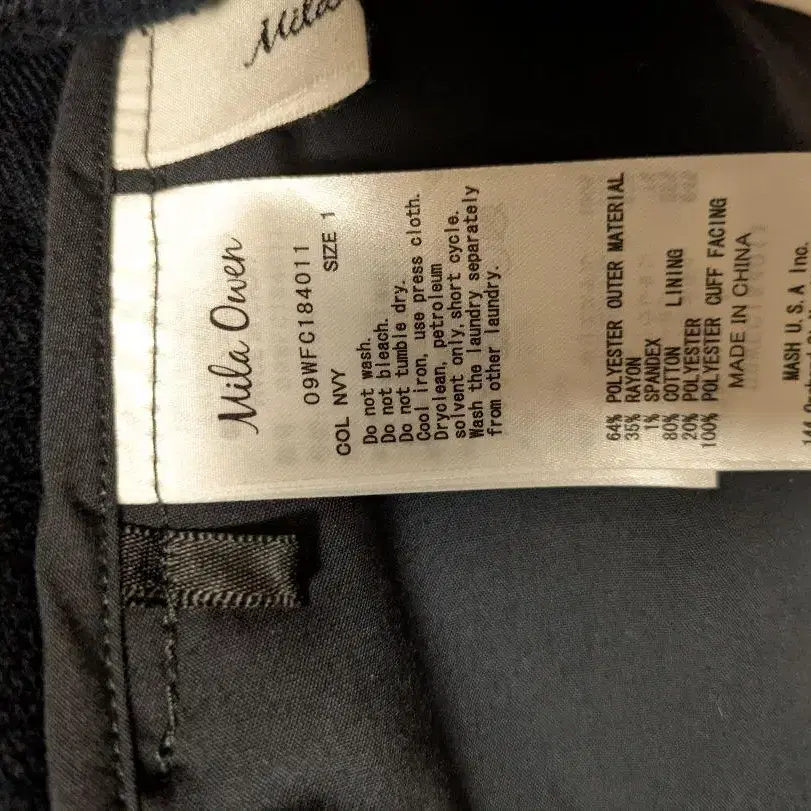 Mila
Mila Owen
09WFC184011
COL NVY SIZE 1
Do not wash.
Do not bleach.
Do not tumble dry.
Cool iron, use press cloth.
Dryolean, petroleum
solvent only, short cycle.
Wash the laundry separately
from other laundry.
64% POLYESTER OUTER MATERIAL
35% RAYON
1% SPANDEX
80% COTTON LINING
20% POLYESTER
100% POLYESTER CUFF FACING
MADE IN CHINA
MASH U.S.A Inc.